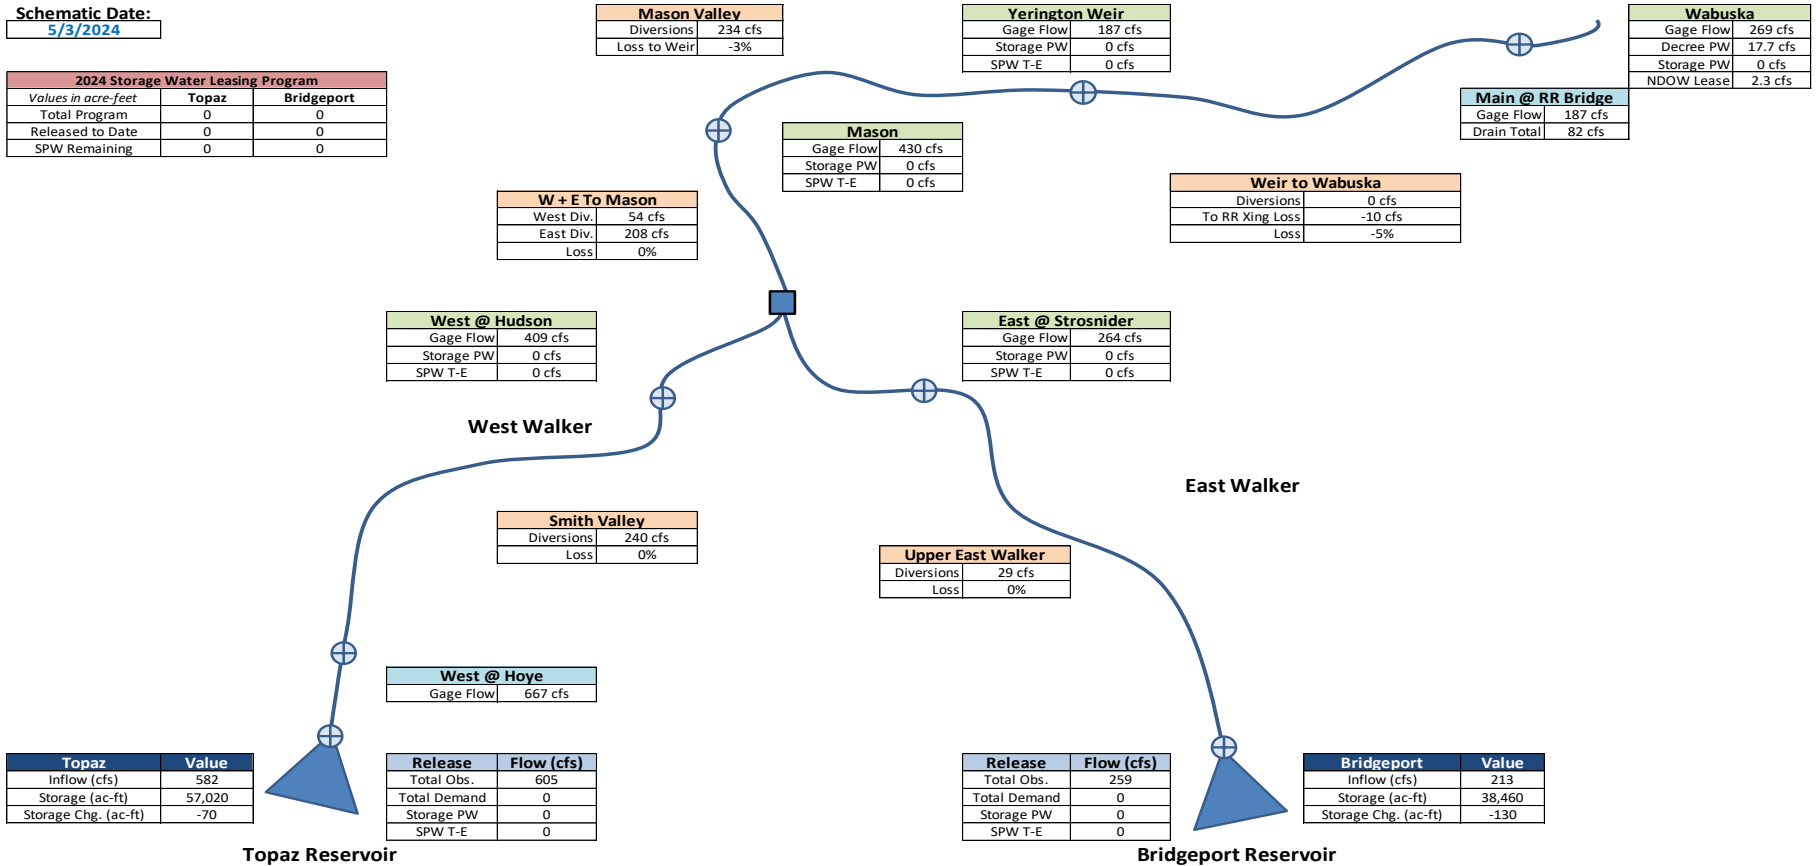 Schematic Date:
5/3/2024
2024 Storage Water Leasing Program
Values in acre-feet Topaz Bridgeport
Total Program 0 0
Released to Date 0 0
SPW Remaining 0 0
Mason Valley
Diversions 234 cfs
Loss to Weir -3%
Yerington Weir
Gage Flow 187 cfs
Storage PW 0 cfs
SPW T-E 0 cfs
Wabuska
Gage Flow 269 cfs
Decree PW 17.7 cfs
Storage PW 0 cfs
NDOW Lease 2.3 cfs
Main @ RR Bridge
Gage Flow 187 cfs
Drain Total 82 cfs
Mason
Gage Flow 430 cfs
Storage PW 0 cfs
SPW T-E 0 cfs
W + E To Mason
West Div. 54 cfs
East Div. 208 cfs
Loss 0%
Weir to Wabuska
Diversions 0 cfs
To RR Xing Loss -10 cfs
Loss -5%
West @ Hudson
Gage Flow 409 cfs
Storage PW 0 cfs
SPW T-E 0 cfs
East @ Strosnider
Gage Flow 264 cfs
Storage PW 0 cfs
SPW T-E 0 cfs
West Walker
East Walker
Smith Valley
Diversions 240 cfs
Loss 0%
Upper East Walker
Diversions 29 cfs
Loss 0%
West @ Hoye
Gage Flow 667 cfs
Topaz Value
Inflow (cfs) 582
Storage (ac-ft) 57,020
Storage Chg. (ac-ft) -70
Release Flow (cfs)
Total Obs. 605
Total Demand 0
Storage PW 0
SPW T-E 0
Topaz Reservoir
Release Flow (cfs)
Total Obs. 259
Total Demand 0
Storage PW 0
SPW T-E 0
Bridgeport Value
Inflow (cfs) 213
Storage (ac-ft) 38,460
Storage Chg. (ac-ft) -130
Bridgeport Reservoir